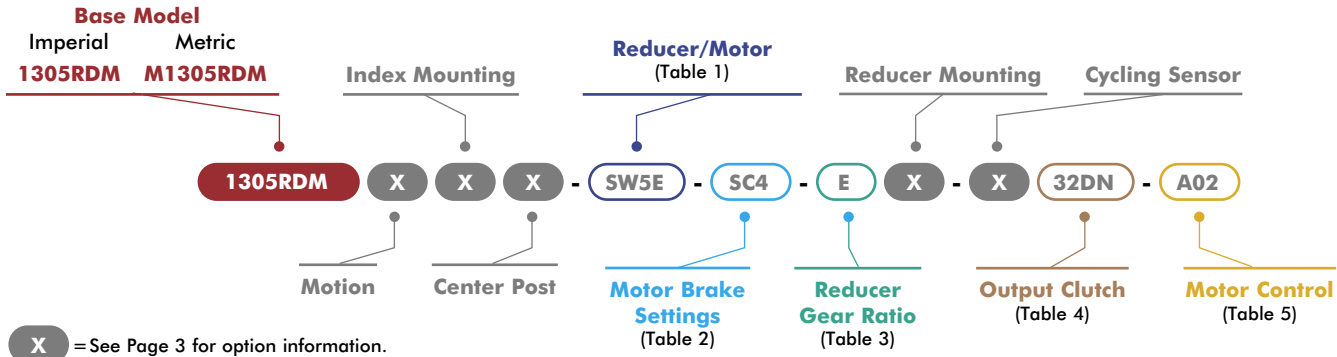 Base Model
Imperial Metric
1305RDM M1305RDM
Index Mounting
Reducer/Motor
(Table 1)
Reducer Mounting
Cycling Sensor
1305RDM X X X - SW5E - SC4 - E X - X 32DN - A02
Motion
Center Post
Motor Brake
Settings
(Table 2)
Reducer
Gear Ratio
(Table 3)
Output Clutch
(Table 4)
Motor Control
(Table 5)
X = See Page 3 for option information.